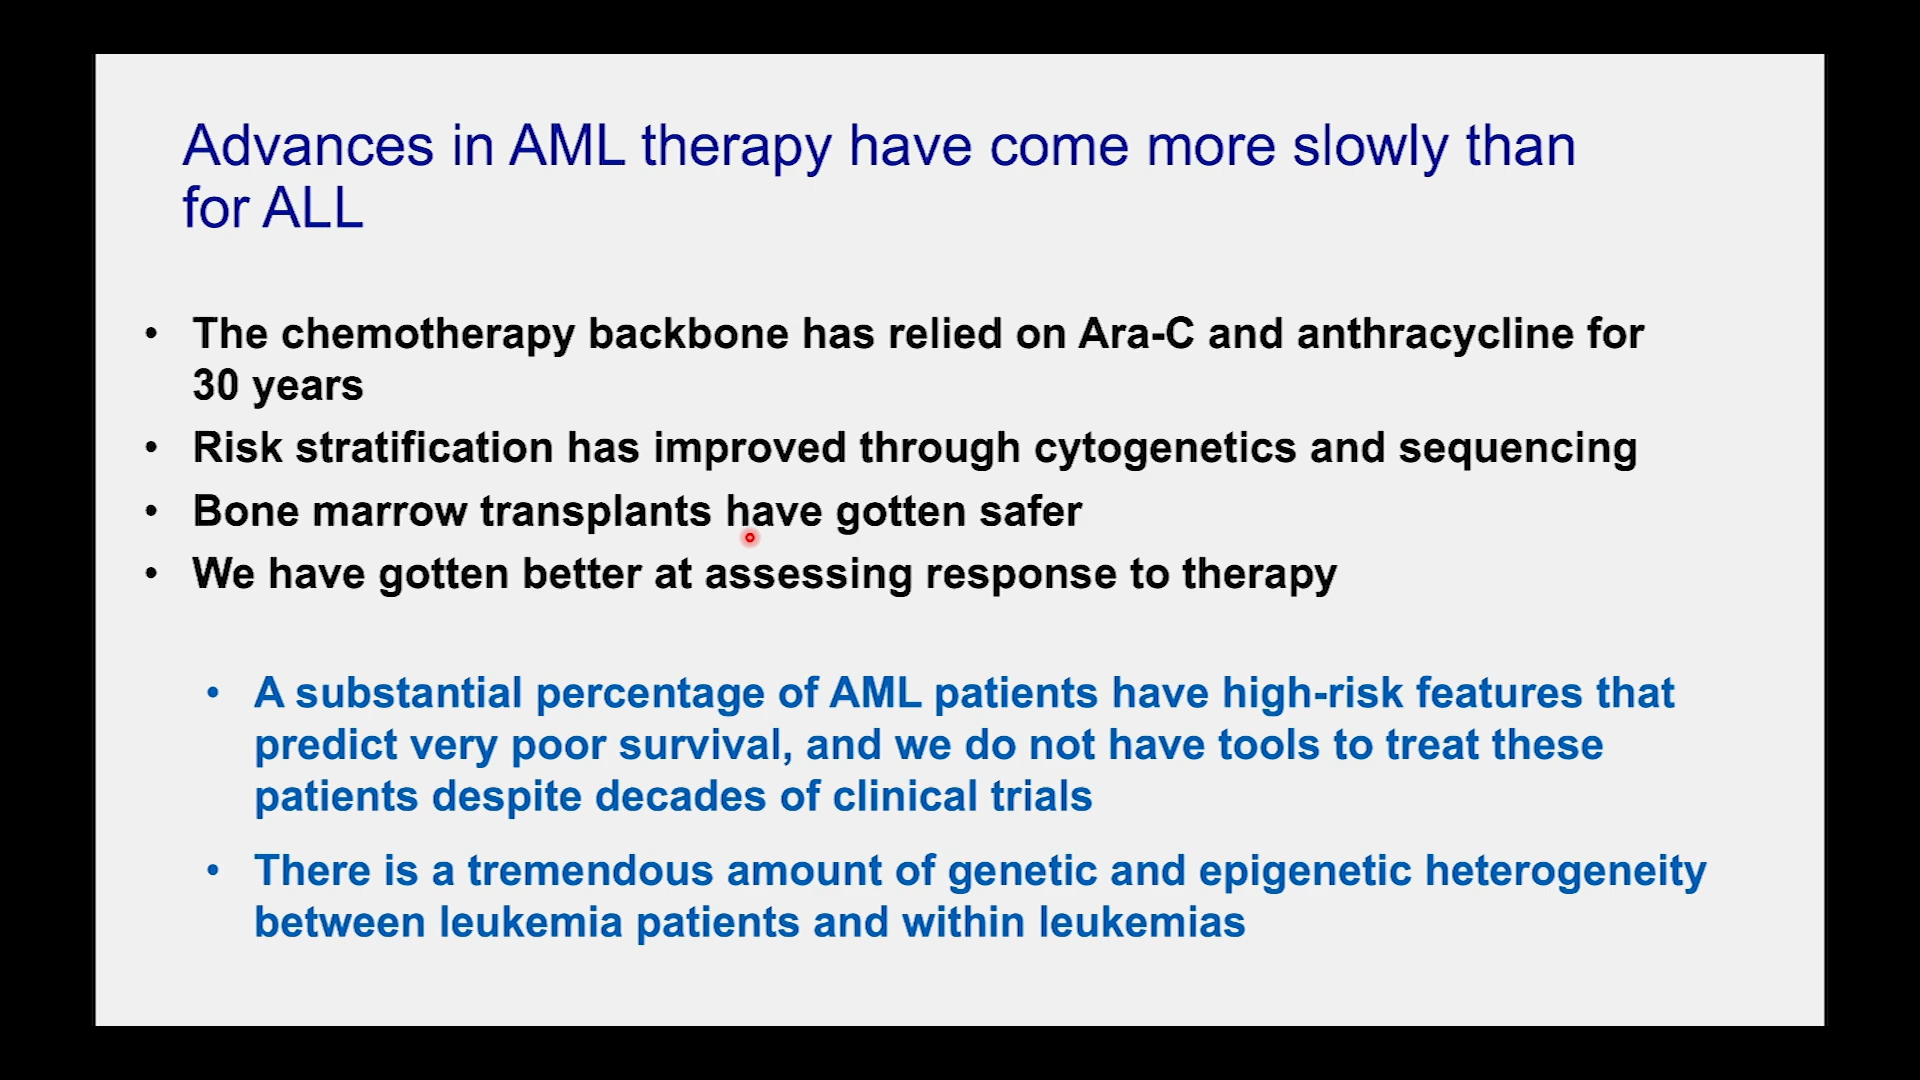 Advances in AML therapy have come more slowly than
for ALL
• The chemotherapy backbone has relied on Ara-C and anthracycline for
30 years
• Risk stratification has improved through cytogenetics and sequencing
• Bone marrow transplants have gotten safer
• We have gotten better at assessing response to therapy
• A substantial percentage of AML patients have high-risk features that
predict very poor survival, and we do not have tools to treat these
patients despite decades of clinical trials
• There is a tremendous amount of genetic and epigenetic heterogeneity
between leukemia patients and within leukemias